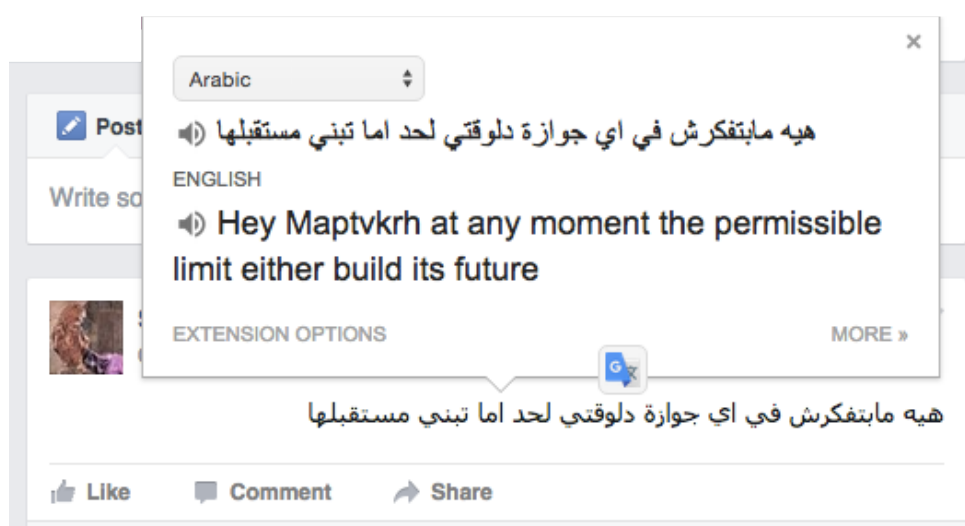 ×
Arabic
Post
هيه مابتفكرش في اي جوازة دلوقتي لحد اما تبني مستقبلها
Write so
ENGLISH
Hey Maptvkrh at any moment the permissible
limit either build its future
EXTENSION OPTIONS
MORE »
هيه مابتفكرش في اي جوازة دلوقتي لحد اما تبني مستقبلها
Like
Comment
Share